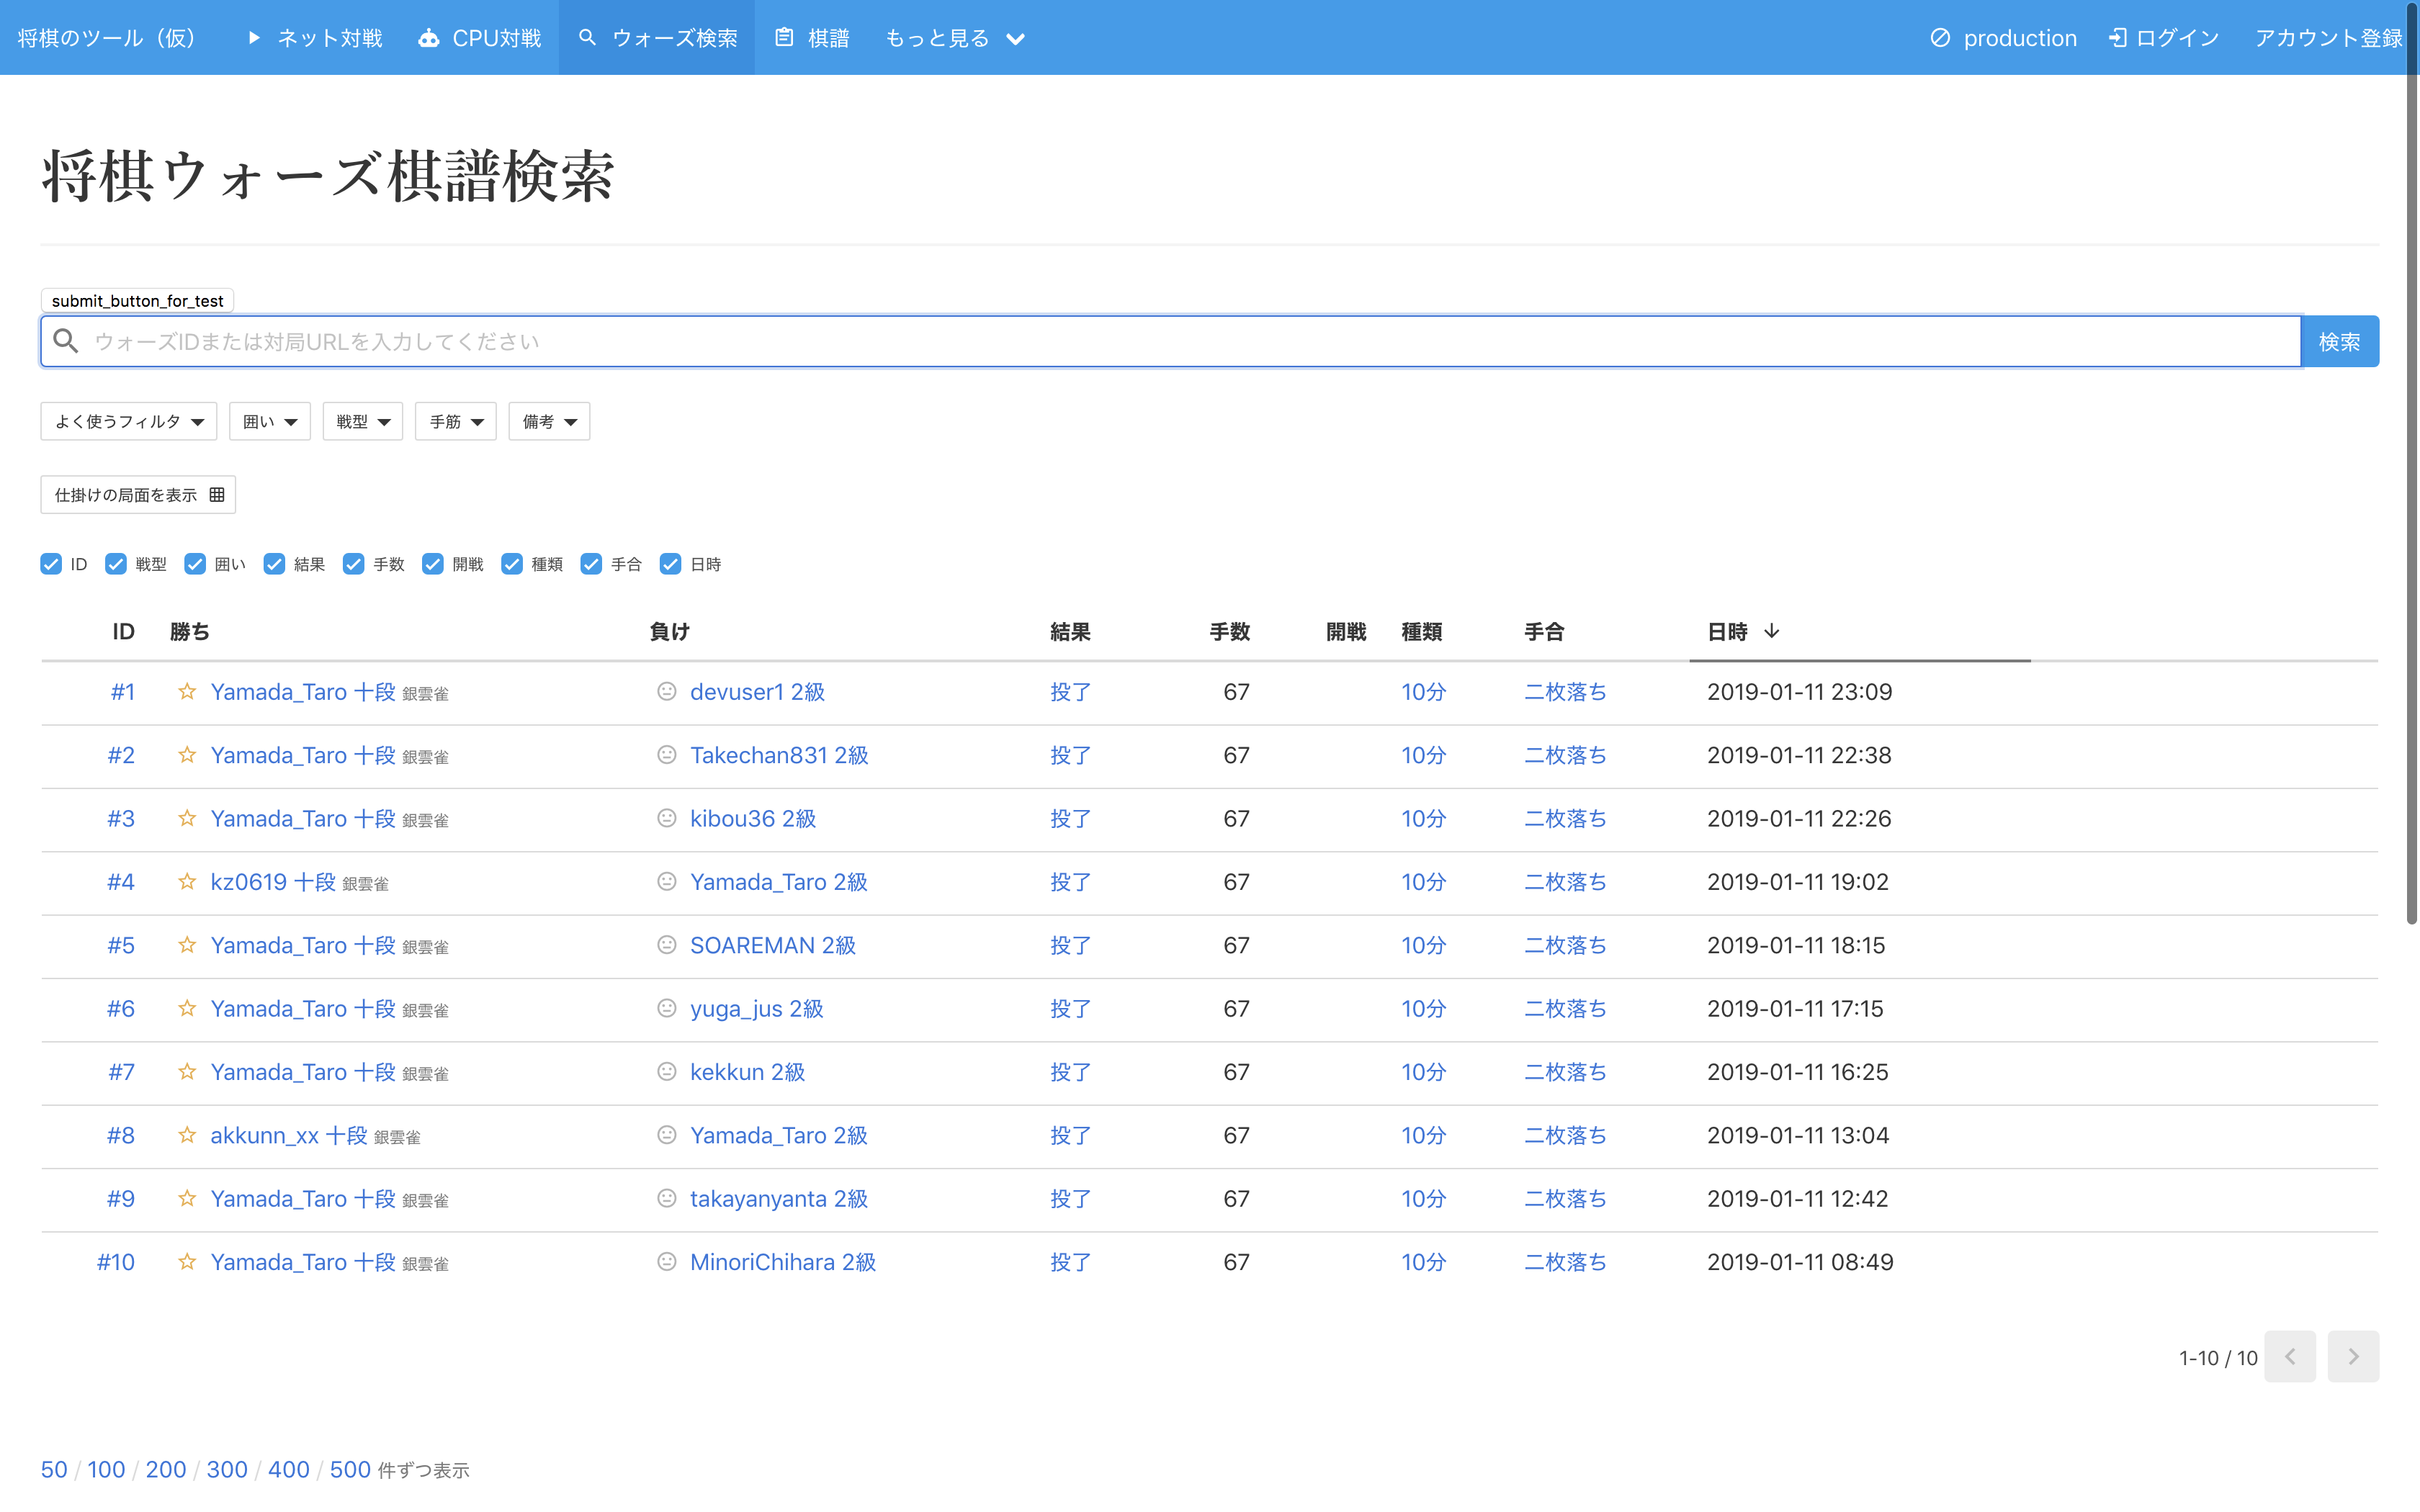 将棋のツール（仮） ネット対戦 CPU対戦 ウォーズ検索 棋譜 もっと見る production ログイン アカウント登録
将棋ウォーズ棋譜検索
submit_button_for_test
ウォーズIDまたは対局URLを入力してください 検索
よく使うフィルタ 囲い 戦型 手筋 備考
仕掛けの局面を表示
ID 戦型 囲い 結果 手数 開戦 種類 手合 日時
ID 勝ち 負け 結果 手数 開戦 種類 手合 日時
#1 Yamada_Taro 十段 銀雲雀 devuser1 2級 投了 67 10分 二枚落ち 2019-01-11 23:09
#2 Yamada_Taro 十段 銀雲雀 Takechan831 2級 投了 67 10分 二枚落ち 2019-01-11 22:38
#3 Yamada_Taro 十段 銀雲雀 kibou36 2級 投了 67 10分 二枚落ち 2019-01-11 22:26
#4 kz0619 十段 銀雲雀 Yamada_Taro 2級 投了 67 10分 二枚落ち 2019-01-11 19:02
#5 Yamada_Taro 十段 銀雲雀 SOAREMAN 2級 投了 67 10分 二枚落ち 2019-01-11 18:15
#6 Yamada_Taro 十段 銀雲雀 yuga_jus 2級 投了 67 10分 二枚落ち 2019-01-11 17:15
#7 Yamada_Taro 十段 銀雲雀 kekkun 2級 投了 67 10分 二枚落ち 2019-01-11 16:25
#8 akkunn_xx 十段 銀雲雀 Yamada_Taro 2級 投了 67 10分 二枚落ち 2019-01-11 13:04
#9 Yamada_Taro 十段 銀雲雀 takayanyanta 2級 投了 67 10分 二枚落ち 2019-01-11 12:42
#10 Yamada_Taro 十段 銀雲雀 MinoriChihara 2級 投了 67 10分 二枚落ち 2019-01-11 08:49
1-10 / 10
50 / 100 / 200 / 300 / 400 / 500 件ずつ表示